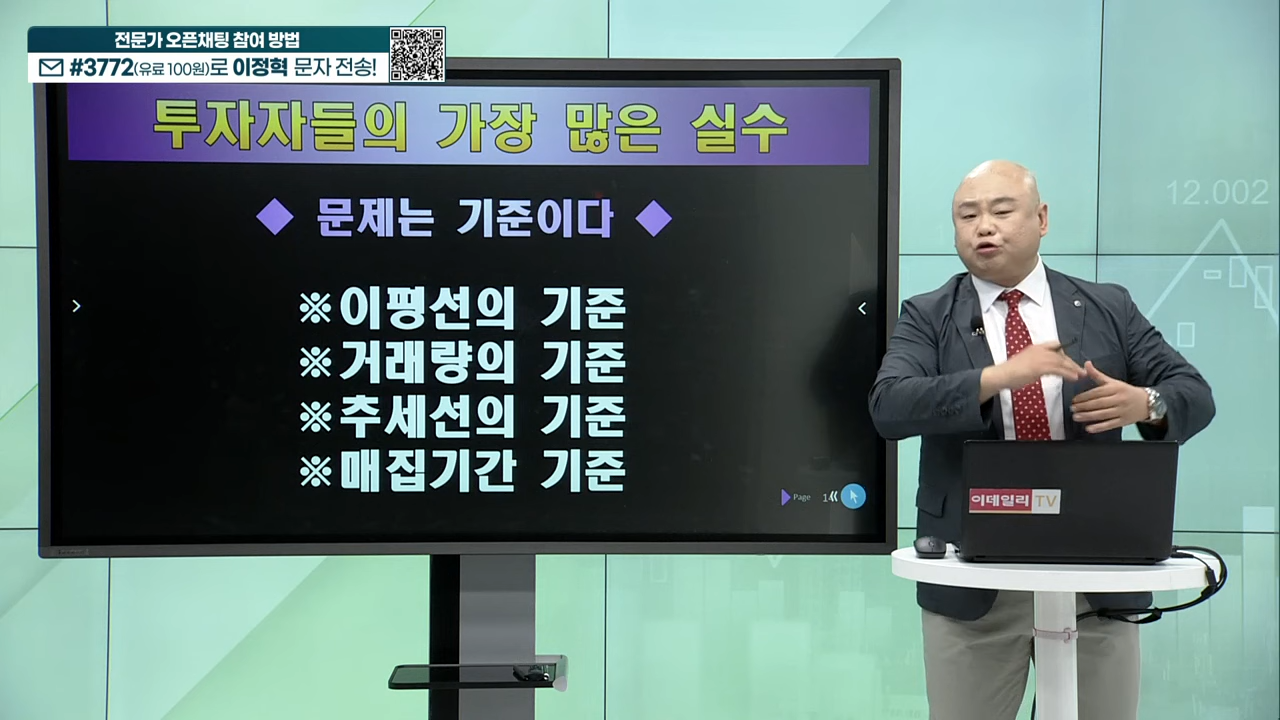 전문가 오픈채팅 참여 방법
#3772(유료 100원)로 이정혁 문자 전송!
투자자들의 가장 많은 실수
◆ 문제는 기준이다 ◆
※이평선의 기준
※거래량의 기준
※추세선의 기준
※매집기간 기준
Page 1
12.002
이데일리TV